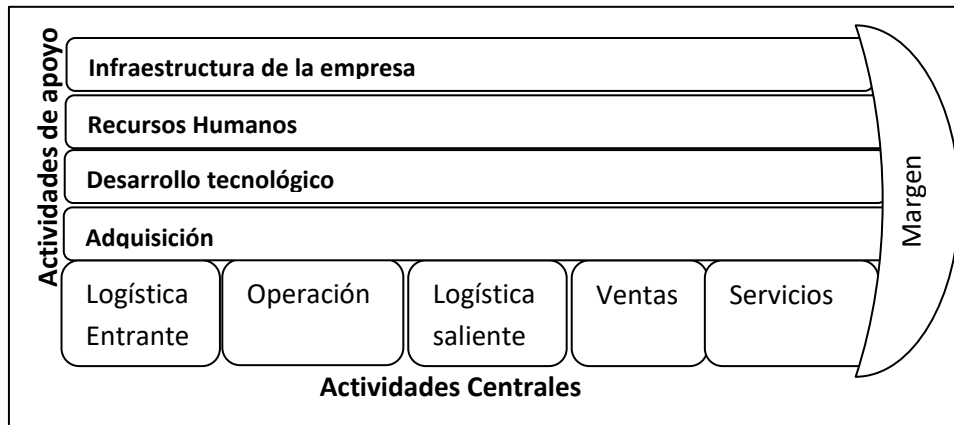 Actividades de apoyo
Infraestructura de la empresa
Recursos Humanos
Desarrollo tecnológico
Adquisición
Logística
Entrante
Operación
Logística
saliente
Ventas
Servicios
Margen
Actividades Centrales